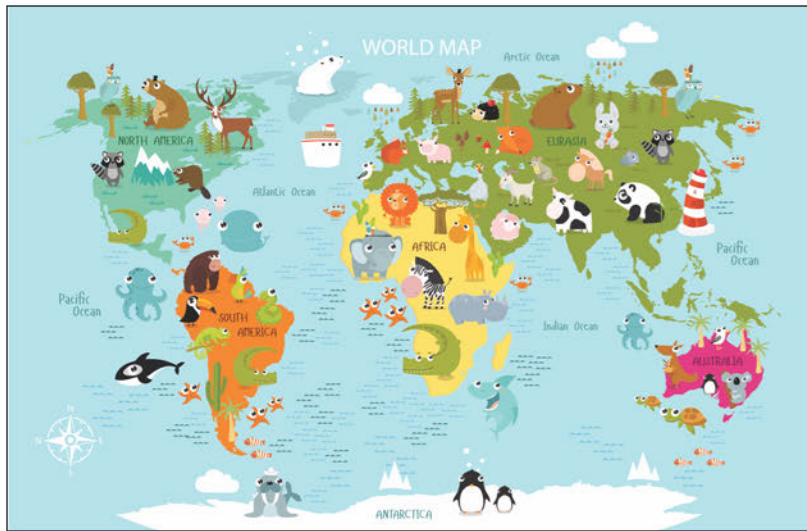 WORLD MAP
Arctic Ocean
NORTH AMERICA
EURASIA
Atlantic Ocean
AFRICA
Pacific
Ocean
Pacific
Ocean
SOUTH
AMERICA
Indian Ocean
AUSTRALIA
ANTARCTICA